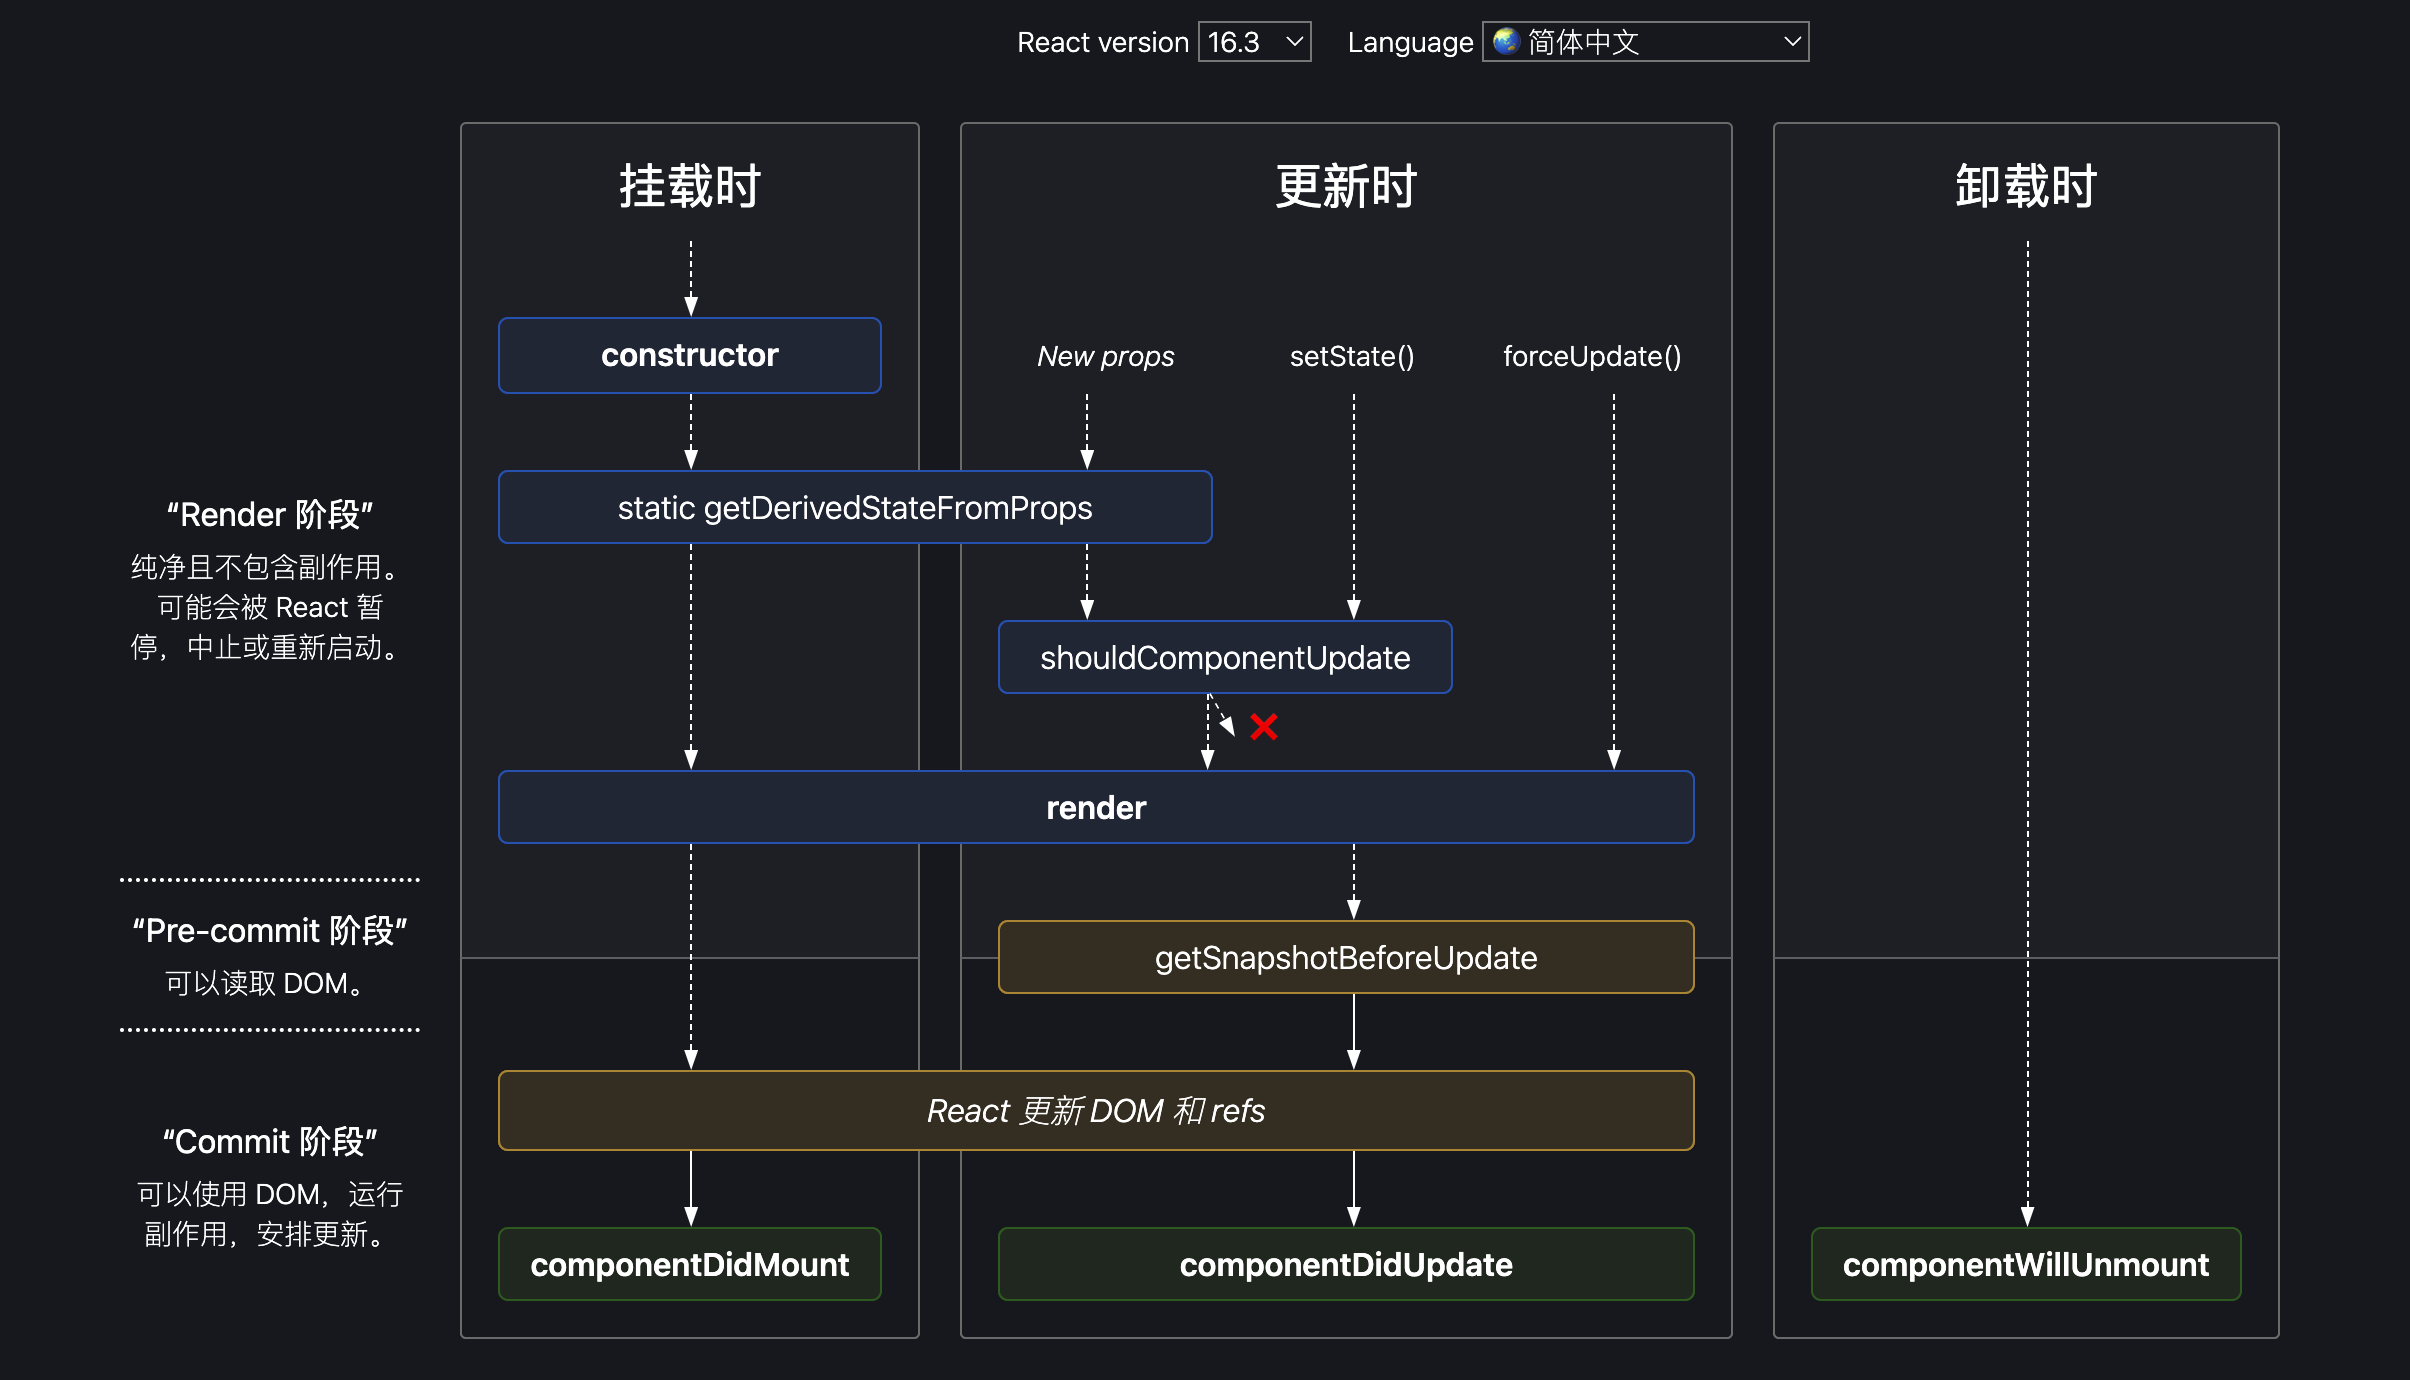 React version 16.3 Language 🌏 简体中文
挂载时
更新时
卸载时
constructor
New props
setState()
forceUpdate()
static getDerivedStateFromProps
“Render 阶段”
纯净且不包含副作用。
可能会被 React 暂
停，中止或重新启动。
shouldComponentUpdate
render
“Pre-commit 阶段”
可以读取 DOM。
getSnapshotBeforeUpdate
React 更新 DOM 和 refs
“Commit 阶段”
可以使用 DOM，运行
副作用，安排更新。
componentDidMount
componentDidUpdate
componentWillUnmount